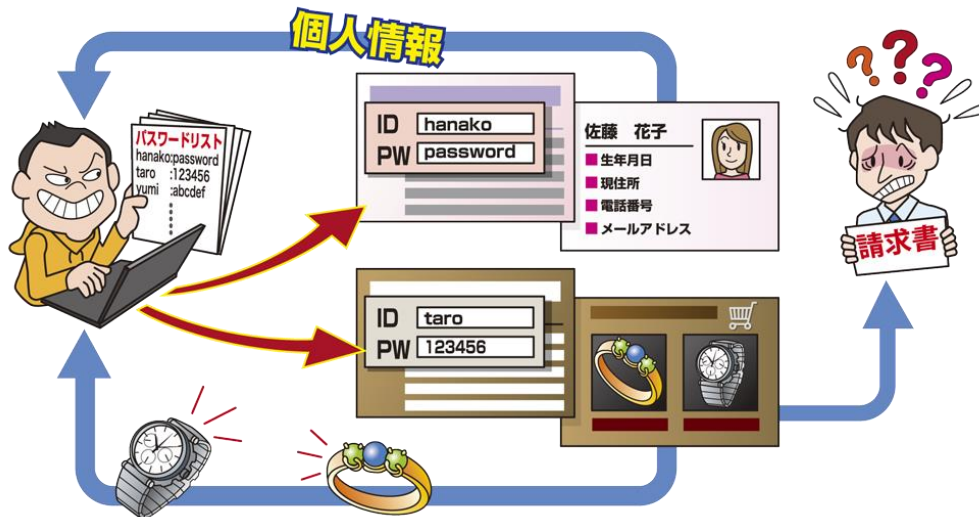 個人情報
パスワードリスト
hanako:password
taro :123456
yumi :abcdef
ID hanako
PW password
佐藤 花子
■ 生年月日
■ 現住所
■ 電話番号
■ メールアドレス
???
請求書
ID taro
PW 123456